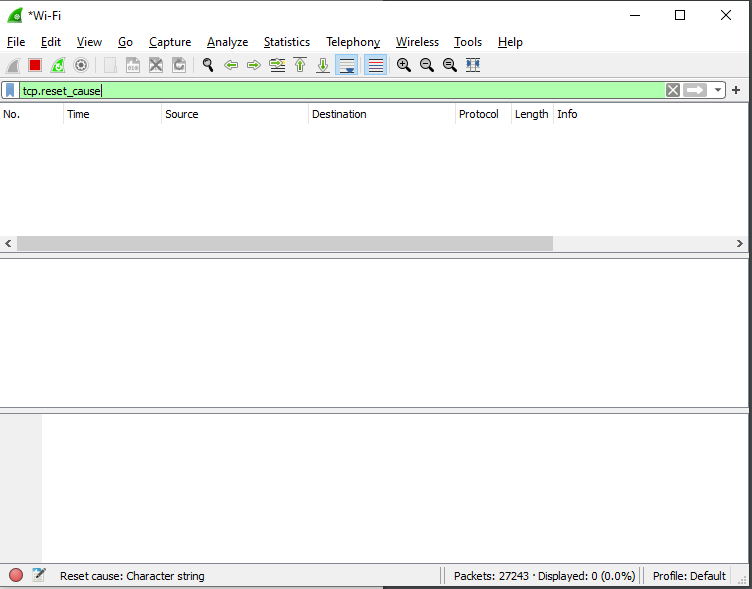 *Wi-Fi
File Edit View Go Capture Analyze Statistics Telephony Wireless Tools Help
tcp.reset_cause
No. Time Source Destination Protocol Length Info
Reset cause: Character string Packets: 27243 · Displayed: 0 (0.0%) Profile: Default